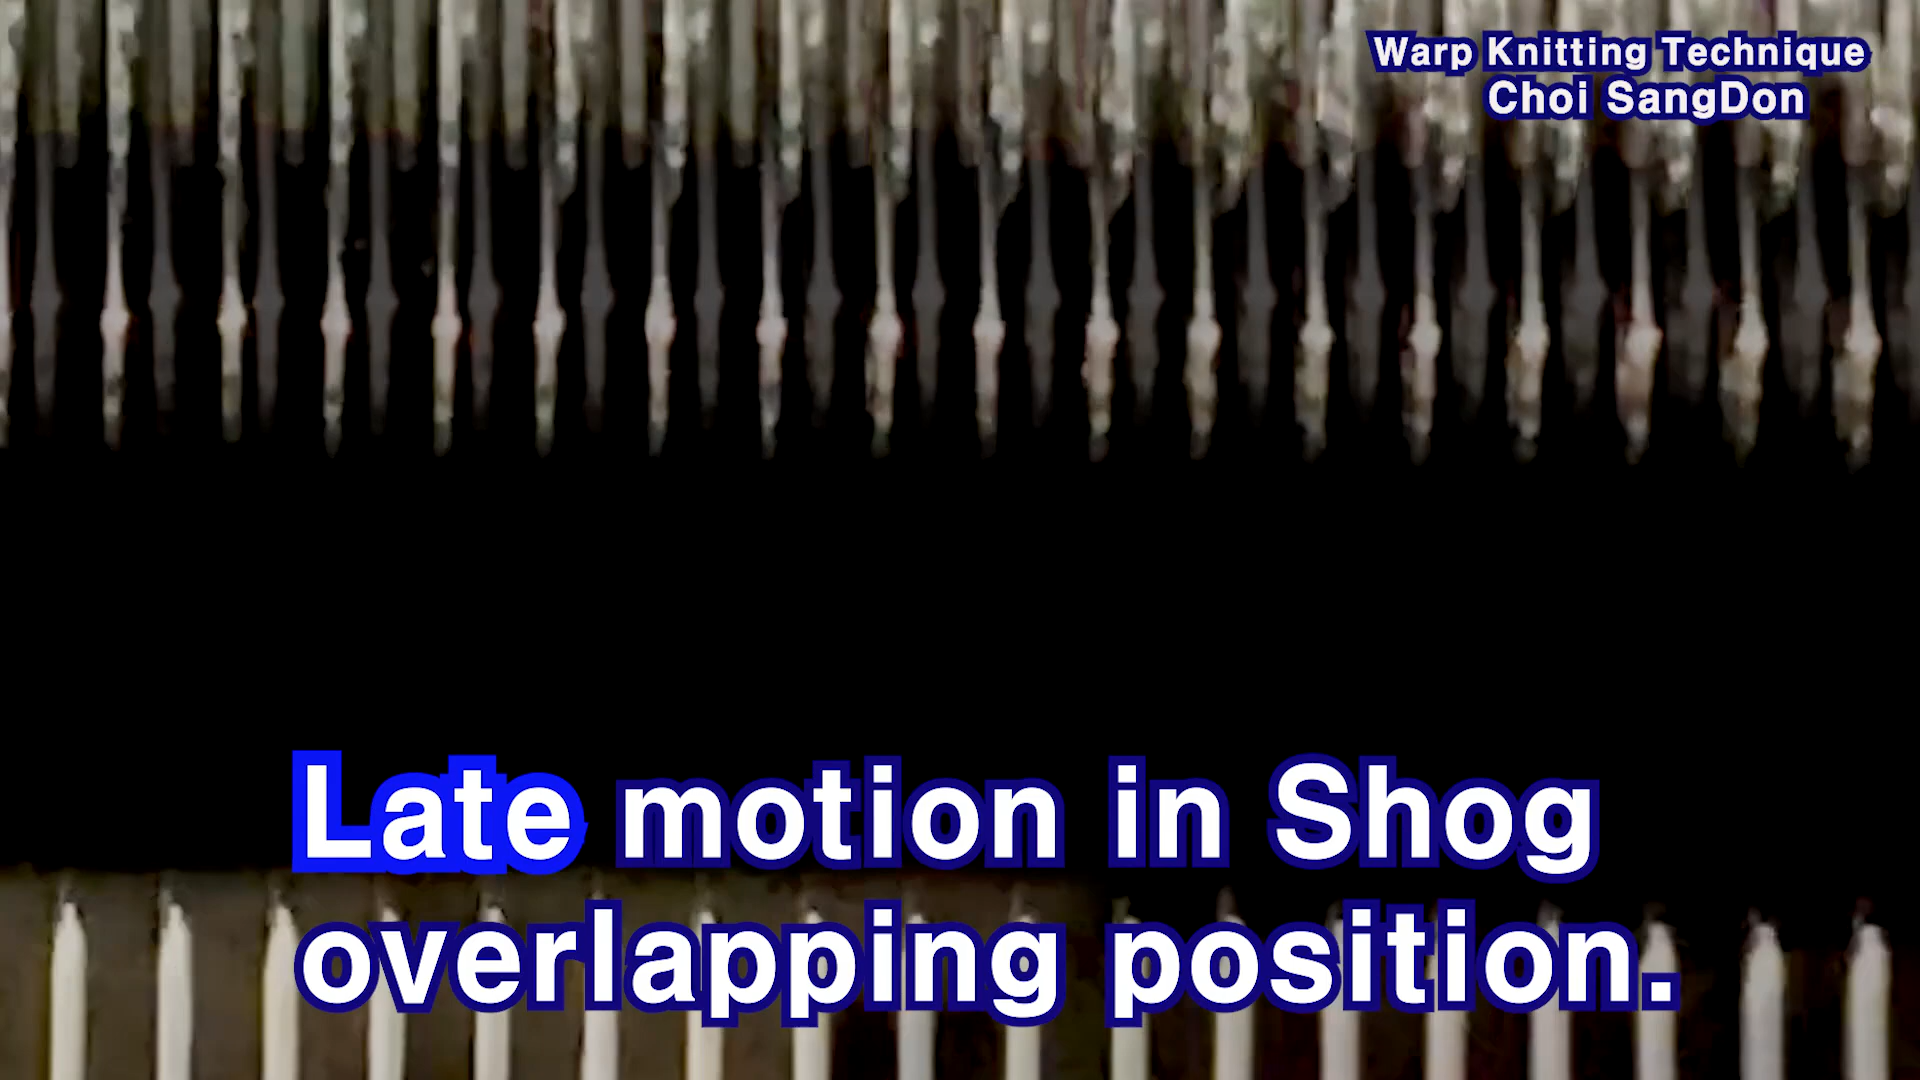 Warp Knitting Technique
Choi SangDon
Late motion in Shog
overlapping position.